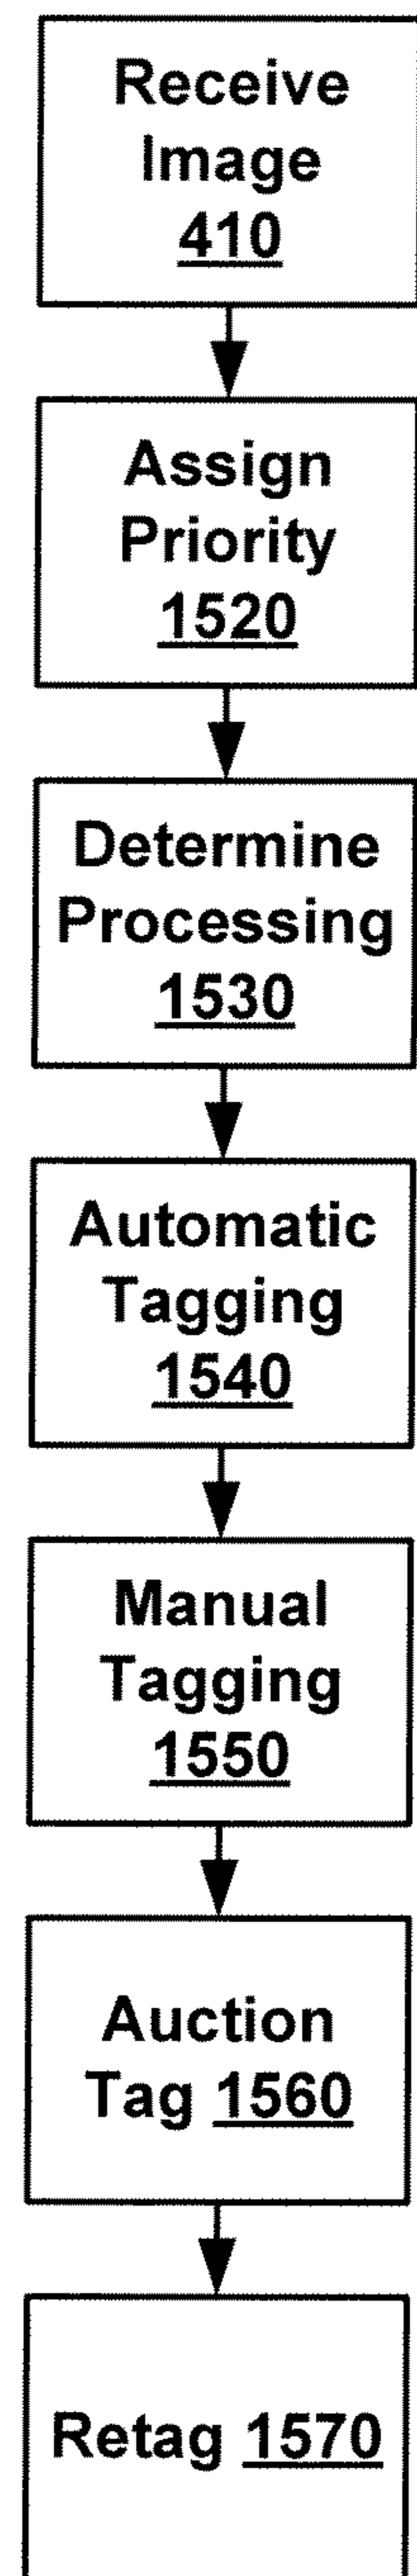 Receive
Image
410
Assign
Priority
1520
Determine
Processing
1530
Automatic
Tagging
1540
Manual
Tagging
1550
Auction
Tag 1560
Retag 1570